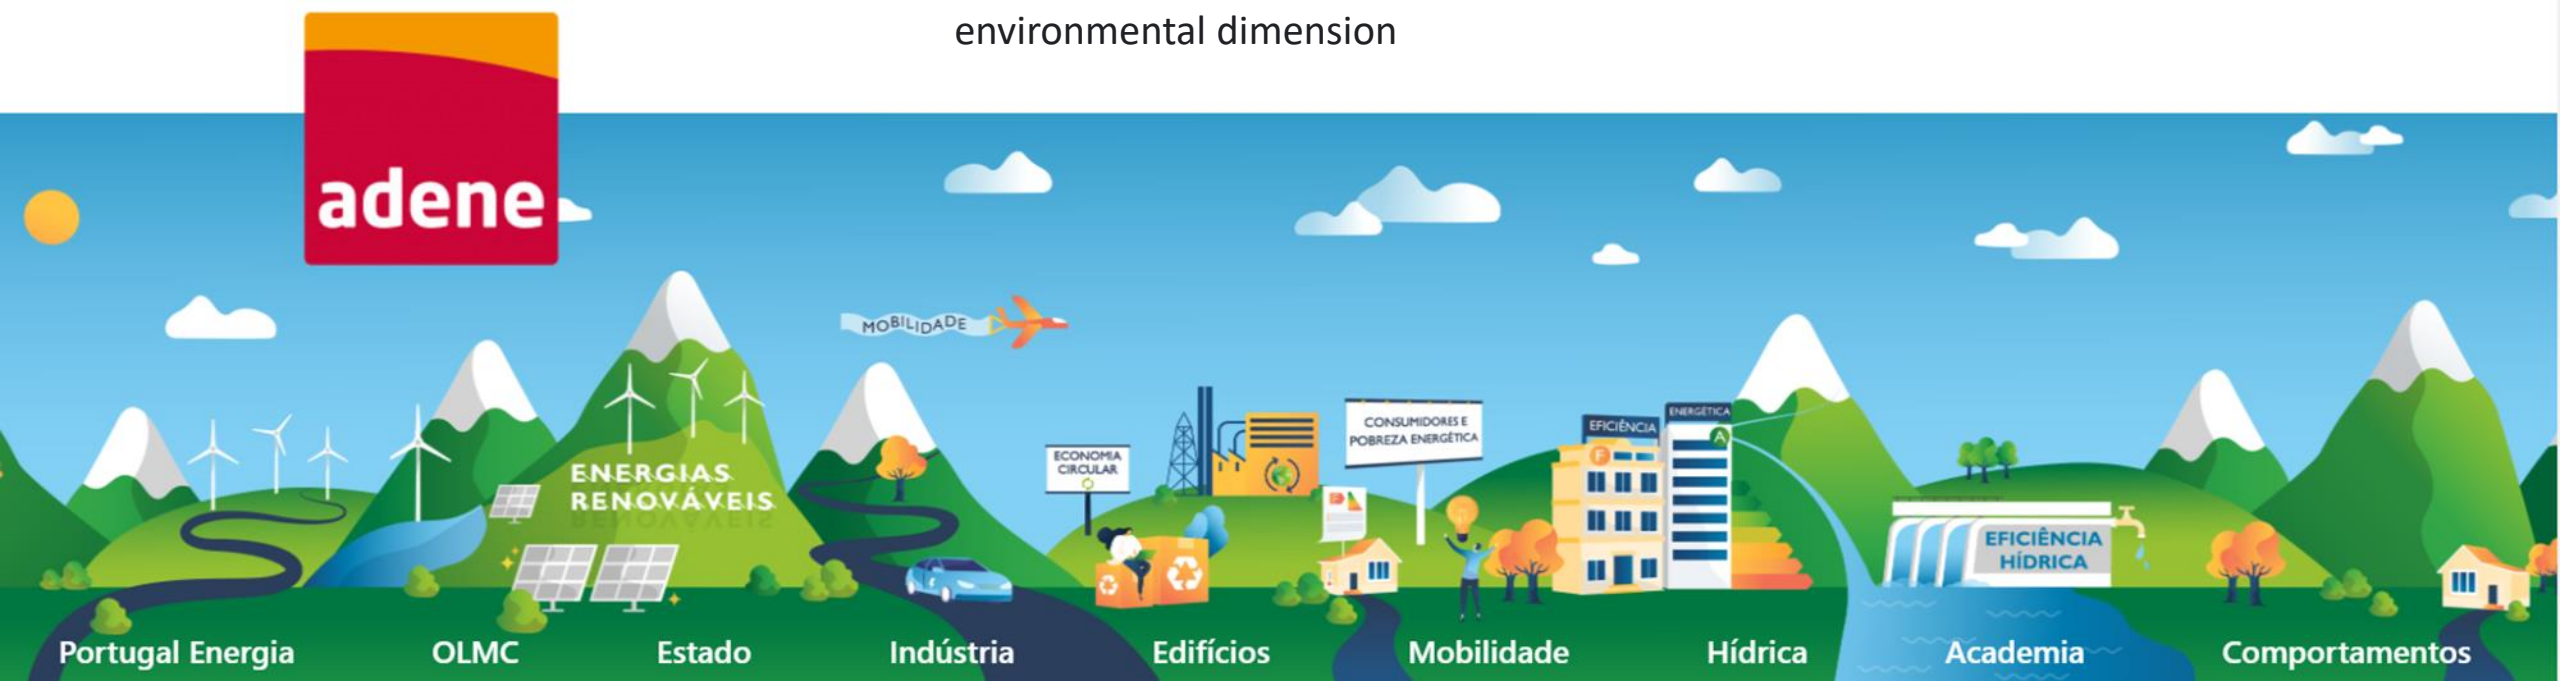 environmental dimension
adene
MOBILIDADE
ENERGIAS
RENOVÁVEIS
ECONOMIA
CIRCULAR
CONSUMIDORES E
POBREZA ENERGÉTICA
EFICIÊNCIA
ENERGÉTICA
F
A
EFICIÊNCIA
HÍDRICA
Portugal Energia
OLMC
Estado
Indústria
Edifícios
Mobilidade
Hídrica
Academia
Comportamentos